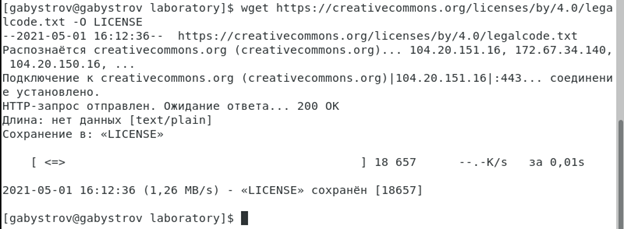 [gabystrov@gabystrov laboratory]$ wget https://creativecommons.org/licenses/by/4.0/lega
lcode.txt -O LICENSE
--2021-05-01 16:12:36--  https://creativecommons.org/licenses/by/4.0/legalcode.txt
Распознаётся creativecommons.org (creativecommons.org)... 104.20.151.16, 172.67.34.140,
 104.20.150.16, ...
Подключение к creativecommons.org (creativecommons.org)|104.20.151.16|:443... соединени
е установлено.
HTTP-запрос отправлен. Ожидание ответа... 200 OK
Длина: нет данных [text/plain]
Сохранение в: «LICENSE»
    [ <=>                                          ] 18 657      --.-K/s   за 0,01s
2021-05-01 16:12:36 (1,26 MB/s) - «LICENSE» сохранён [18657]
[gabystrov@gabystrov laboratory]$